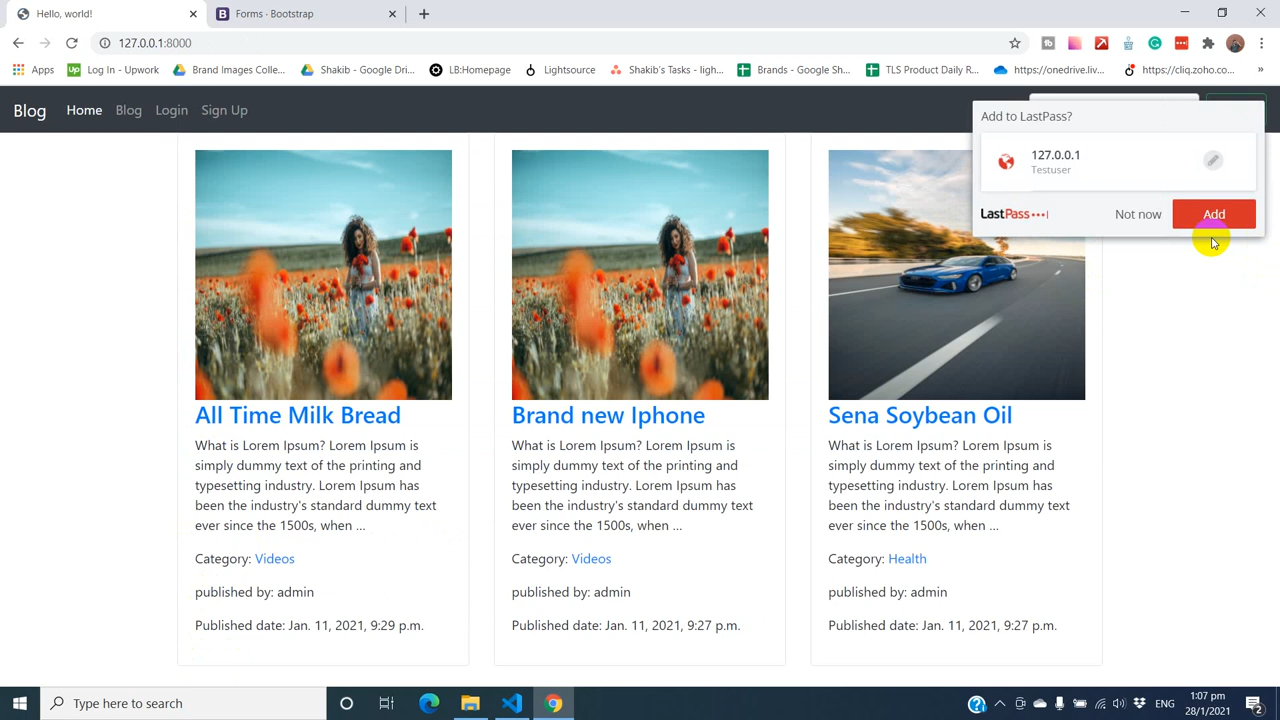 Hello, world!
Forms · Bootstrap
127.0.0.1:8000
Apps
Up
Log In - Upwork
Brand Images Colle...
Shakib - Google Dri...
LB:Homepage
Lightsource
Shakib's Tasks - ligh...
Brands - Google Sh...
TLS Product Daily R...
https://onedrive.liv...
https://cliq.zoho.co...
»
Blog
Home
Blog
Login
Sign Up
Add to LastPass?
127.0.0.1
Testuser
LastPass
Not now
Add
All Time Milk Bread
What is Lorem Ipsum? Lorem Ipsum is
simply dummy text of the printing and
typesetting industry. Lorem Ipsum has
been the industry's standard dummy text
ever since the 1500s, when ...
Category: Videos
published by: admin
Published date: Jan. 11, 2021, 9:29 p.m.
Brand new Iphone
What is Lorem Ipsum? Lorem Ipsum is
simply dummy text of the printing and
typesetting industry. Lorem Ipsum has
been the industry's standard dummy text
ever since the 1500s, when ...
Category: Videos
published by: admin
Published date: Jan. 11, 2021, 9:27 p.m.
Sena Soybean Oil
What is Lorem Ipsum? Lorem Ipsum is
simply dummy text of the printing and
typesetting industry. Lorem Ipsum has
been the industry's standard dummy text
ever since the 1500s, when ...
Category: Health
published by: admin
Published date: Jan. 11, 2021, 9:27 p.m.
Type here to search
ENG
1:07 pm
28/1/2021
2